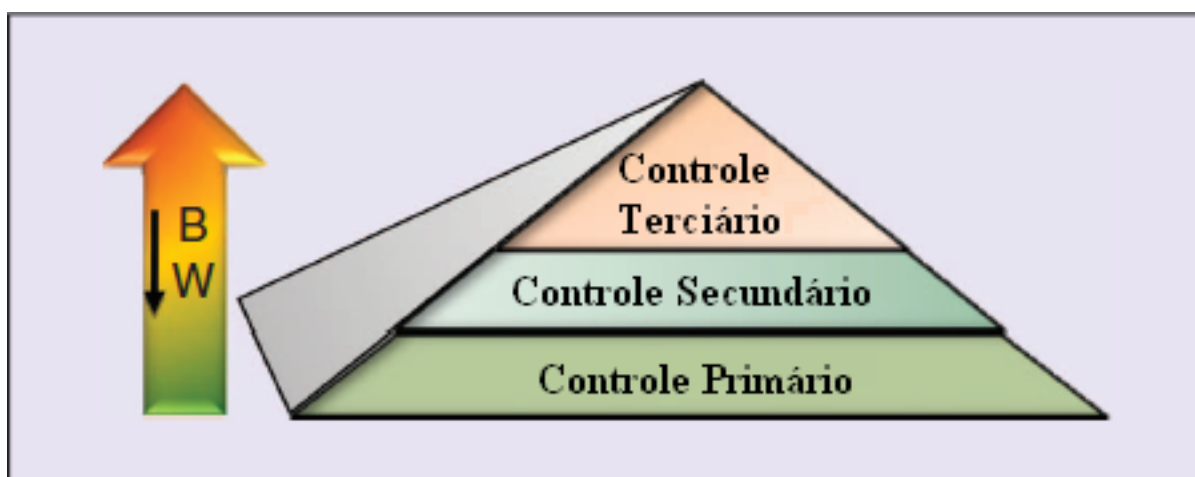 B
W
Controle
Terciário
Controle Secundário
Controle Primário